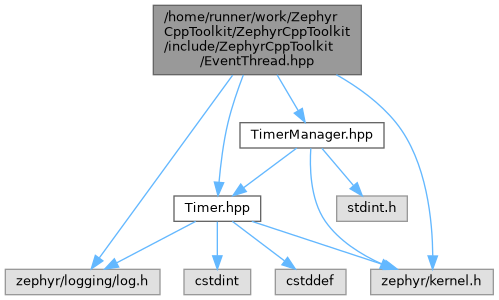 /home/runner/work/Zephyr
CppToolkit/ZephyrCppToolkit
/include/ZephyrCppToolkit
/EventThread.hpp
TimerManager.hpp
Timer.hpp
stdint.h
zephyr/logging/log.h
cstdint
cstddef
zephyr/kernel.h